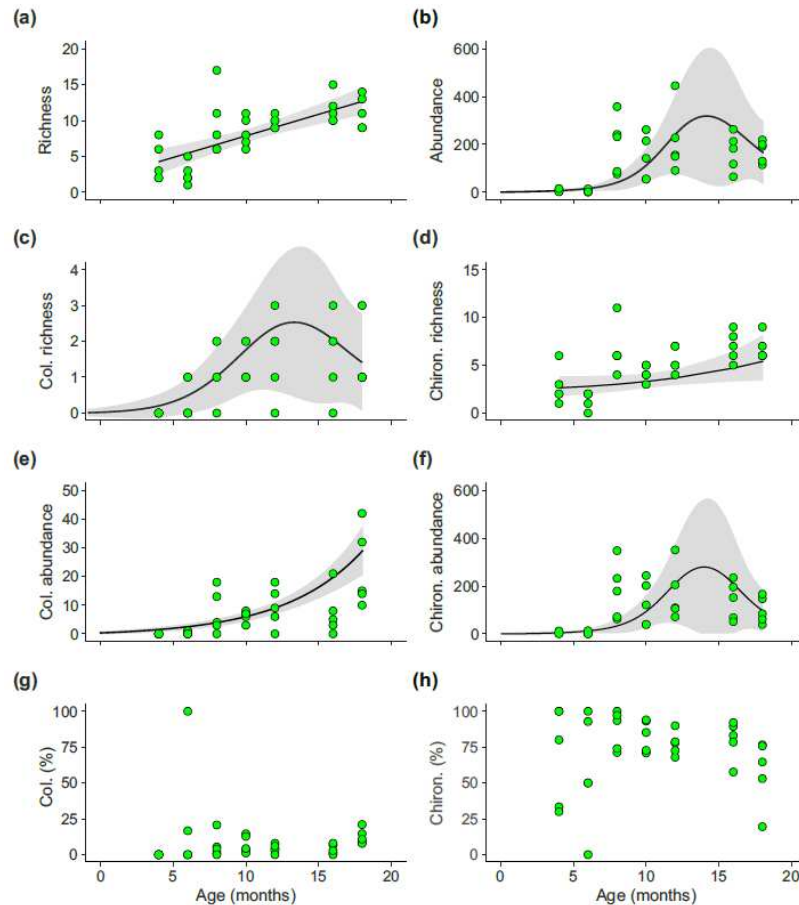 (a)
Richness
20
15
10
5
0
(b)
Abundance
600
400
200
0
(c)
Col. richness
4
3
2
1
0
(d)
Chiron. richness
15
10
5
0
(e)
Col. abundance
50
40
30
20
10
0
(f)
Chiron. abundance
600
400
200
0
(g)
Col. (%)
100
75
50
25
0
0 5 10 15 20
Age (months)
(h)
Chiron. (%)
100
75
50
25
0
0 5 10 15 20
Age (months)